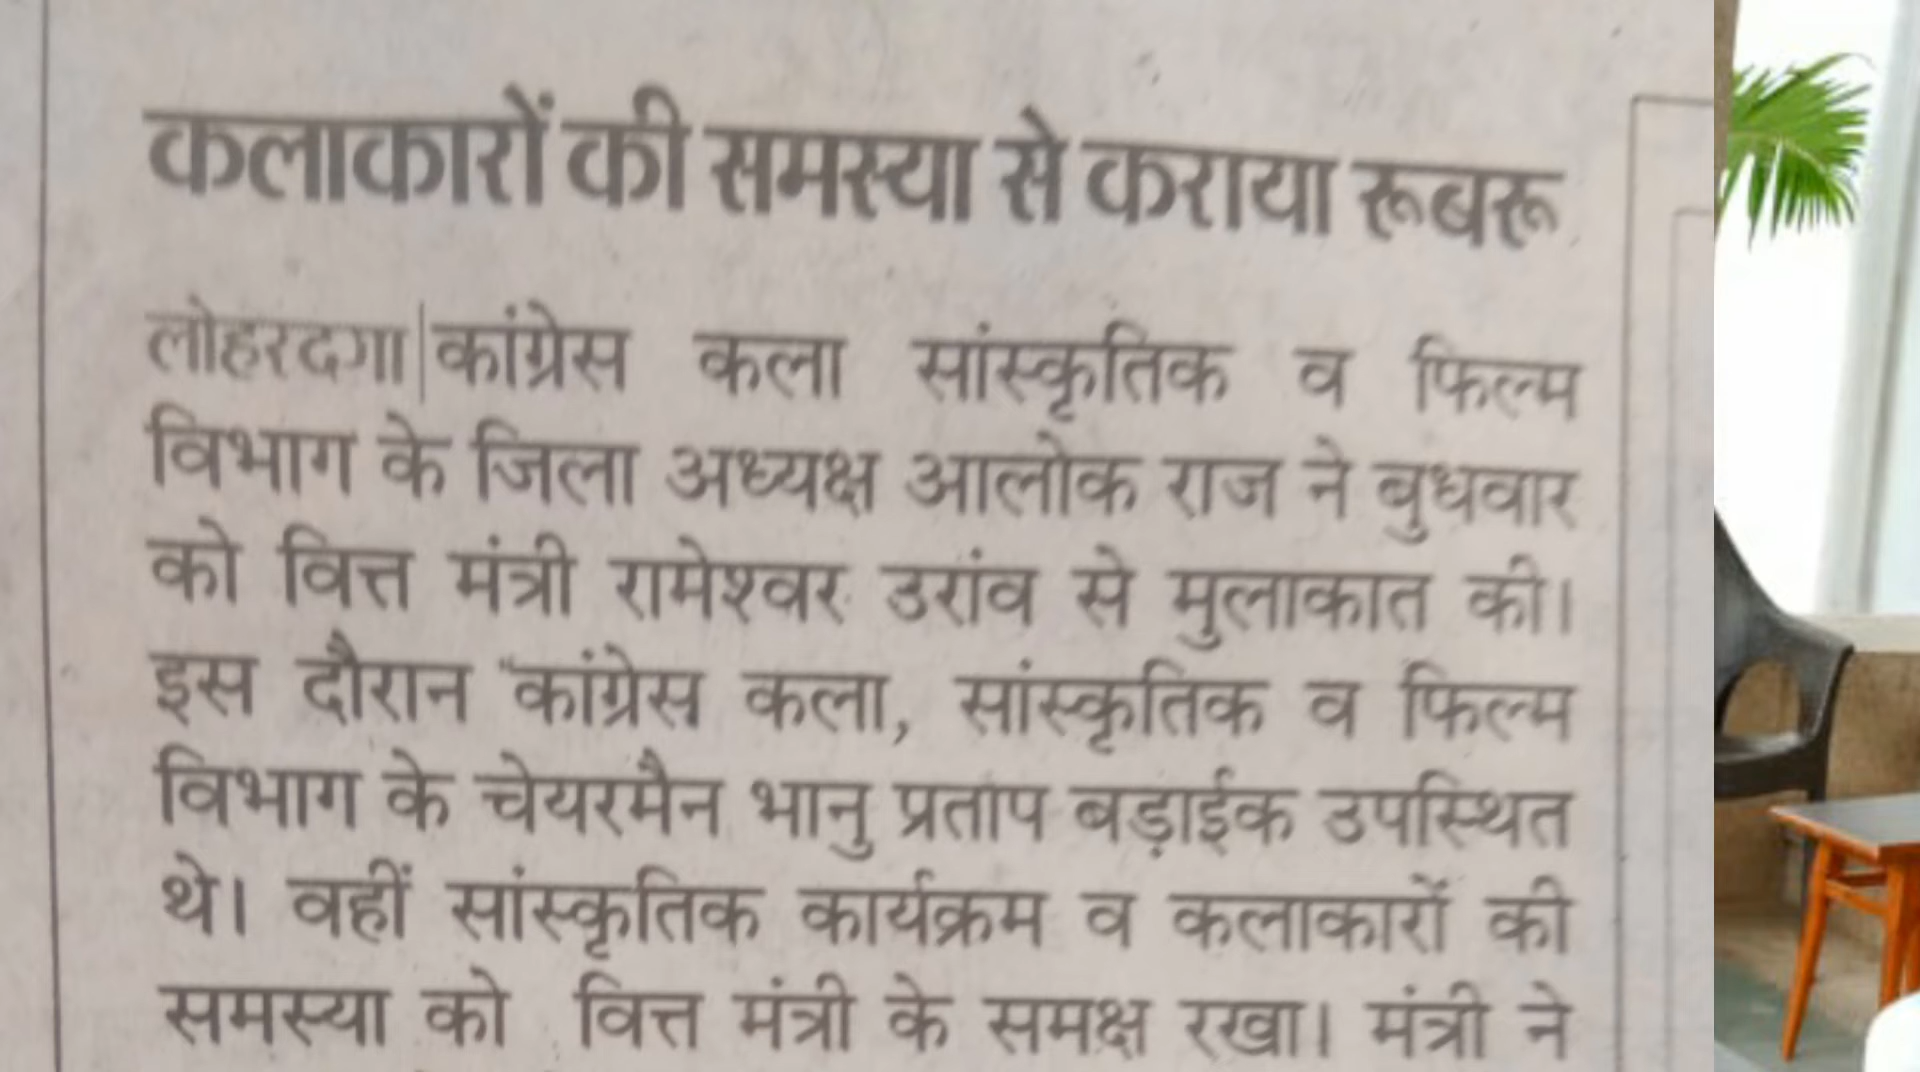 कलाकारों की समस्या से कराया रूबरू
लोहरदगा|कांग्रेस कला सांस्कृतिक व फिल्म
विभाग के जिला अध्यक्ष आलोक राज ने बुधवार
को वित्त मंत्री रामेश्वर उरांव से मुलाकात की।
इस दौरान कांग्रेस कला, सांस्कृतिक व फिल्म
विभाग के चेयरमैन भानु प्रताप बड़ाईक उपस्थित
थे। वहीं सांस्कृतिक कार्यक्रम व कलाकारों की
समस्या को वित्त मंत्री के समक्ष रखा। मंत्री ने